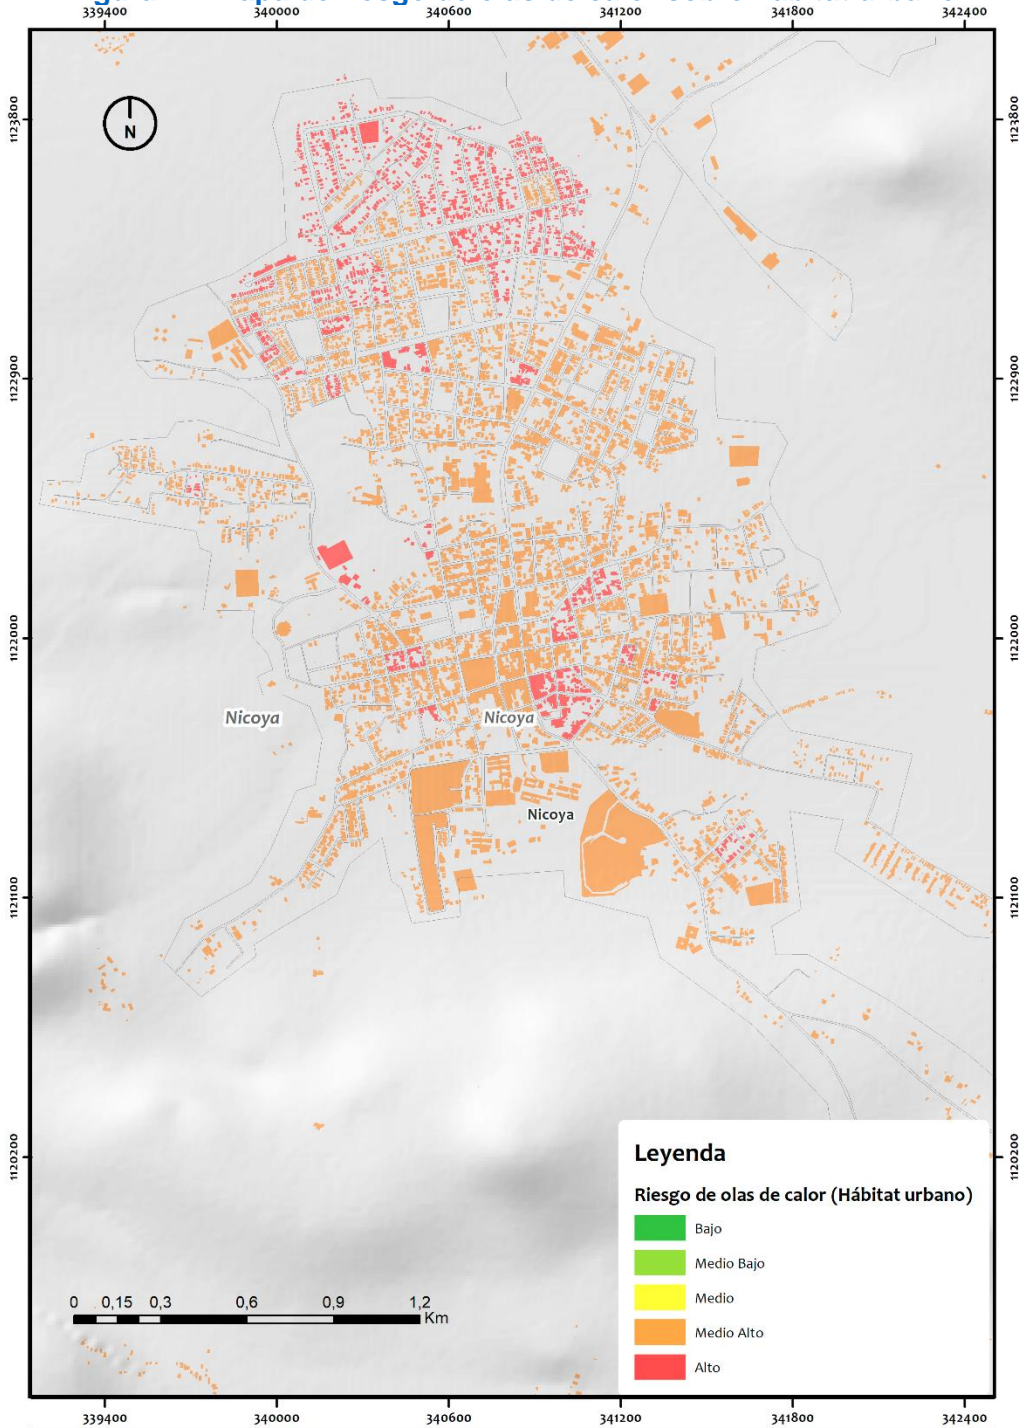 339400 340000 340600 341200 341800 342400
N
1123800 1123800
1122900 1122900
1122000 1122000
Nicoya Nicoya
Nicoya
1121100 1121100
1120200 1120200
Leyenda
Riesgo de olas de calor (Hábitat urbano)
Bajo
Medio Bajo
Medio
Medio Alto
Alto
0 0,15 0,3 0,6 0,9 1,2
Km
339400 340000 340600 341200 341800 342400